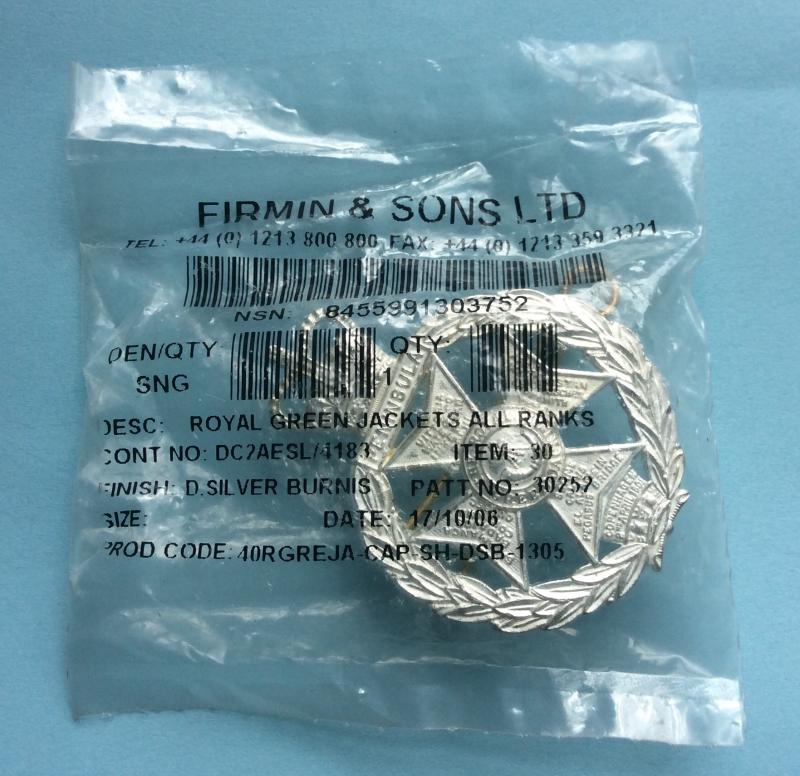 FIRMIN & SONS LTD
TEL: +44 (0) 1213 800 800 FAX: +44 (0) 1213 359 3321
NSN: 8455991303752
DEN/QTY QTY
SNG 1
DESC: ROYAL GREEN JACKETS ALL RANKS
CONT NO: DC2AESL/4183 ITEM: 30
FINISH: D.SILVER BURNIS PATT NO: 30252
SIZE: DATE: 17/10/06
PROD CODE: 40RGREJA-CAP-SH-DSB-1305